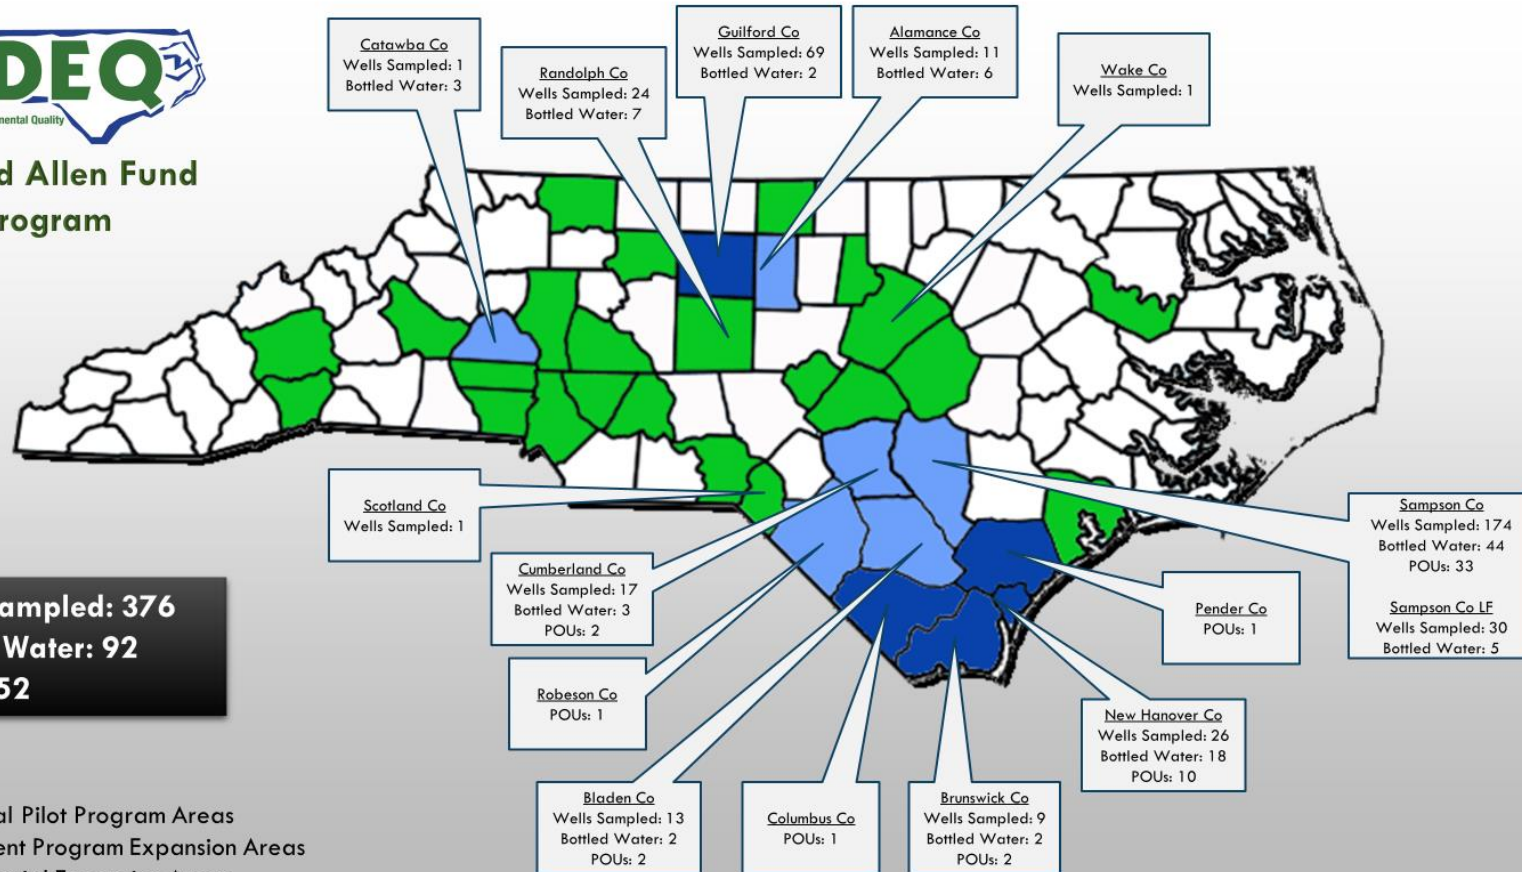 DEQ
mental Quality
d Allen Fund
rogram
Catawba Co
Wells Sampled: 1
Bottled Water: 3
Randolph Co
Wells Sampled: 24
Bottled Water: 7
Guilford Co
Wells Sampled: 69
Bottled Water: 2
Alamance Co
Wells Sampled: 11
Bottled Water: 6
Wake Co
Wells Sampled: 1
Scotland Co
Wells Sampled: 1
Cumberland Co
Wells Sampled: 17
Bottled Water: 3
POUs: 2
Robeson Co
POUs: 1
Bladen Co
Wells Sampled: 13
Bottled Water: 2
POUs: 2
Columbus Co
POUs: 1
Brunswick Co
Wells Sampled: 9
Bottled Water: 2
POUs: 2
New Hanover Co
Wells Sampled: 26
Bottled Water: 18
POUs: 10
Pender Co
POUs: 1
Sampson Co
Wells Sampled: 174
Bottled Water: 44
POUs: 33
Sampson Co LF
Wells Sampled: 30
Bottled Water: 5
ampled: 376
Water: 92
52
al Pilot Program Areas
ent Program Expansion Areas